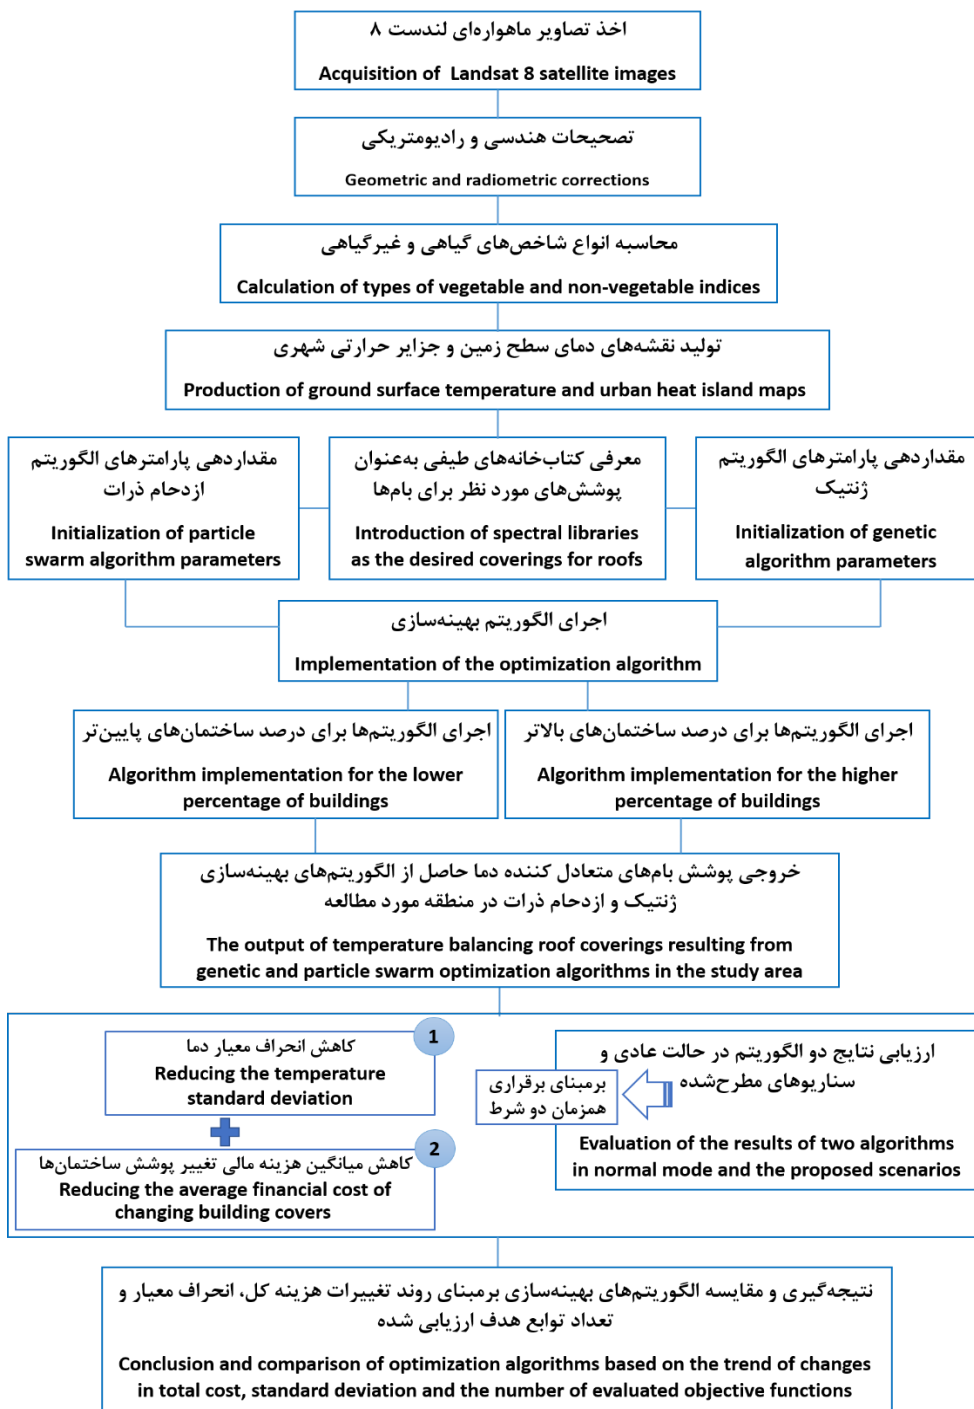 اخذ تصاویر ماهواره‌ای لندست ۸
Acquisition of Landsat 8 satellite images
تصحیحات هندسی و رادیومتریکی
Geometric and radiometric corrections
محاسبه انواع شاخص‌های گیاهی و غیرگیاهی
Calculation of types of vegetable and non-vegetable indices
تولید نقشه‌های دمای سطح زمین و جزایر حرارتی شهری
Production of ground surface temperature and urban heat island maps
مقداردهی پارامترهای الگوریتم
ازدحام ذرات
Initialization of particle
swarm algorithm parameters
معرفی کتاب‌خانه‌های طیفی به‌عنوان
پوشش‌های مورد نظر برای بام‌ها
Introduction of spectral libraries
as the desired coverings for roofs
مقداردهی پارامترهای الگوریتم
ژنتیک
Initialization of genetic
algorithm parameters
اجرای الگوریتم بهینه‌سازی
Implementation of the optimization algorithm
اجرای الگوریتم‌ها برای درصد ساختمان‌های پایین‌تر
Algorithm implementation for the lower
percentage of buildings
اجرای الگوریتم‌ها برای درصد ساختمان‌های بالاتر
Algorithm implementation for the higher
percentage of buildings
خروجی پوشش بام‌های متعادل کننده دما حاصل از الگوریتم‌های بهینه‌سازی
ژنتیک و ازدحام ذرات در منطقه مورد مطالعه
The output of temperature balancing roof coverings resulting from
genetic and particle swarm optimization algorithms in the study area
1
کاهش انحراف معیار دما
Reducing the temperature
standard deviation
2
کاهش میانگین هزینه مالی تغییر پوشش ساختمان‌ها
Reducing the average financial cost of
changing building covers
برمبنای برقراری
همزمان دو شرط
ارزیابی نتایج دو الگوریتم در حالت عادی و
سناریوهای مطرح‌شده
Evaluation of the results of two algorithms
in normal mode and the proposed scenarios
نتیجه‌گیری و مقایسه الگوریتم‌های بهینه‌سازی برمبنای روند تغییرات هزینه کل، انحراف معیار و
تعداد توابع هدف ارزیابی شده
Conclusion and comparison of optimization algorithms based on the trend of changes
in total cost, standard deviation and the number of evaluated objective functions